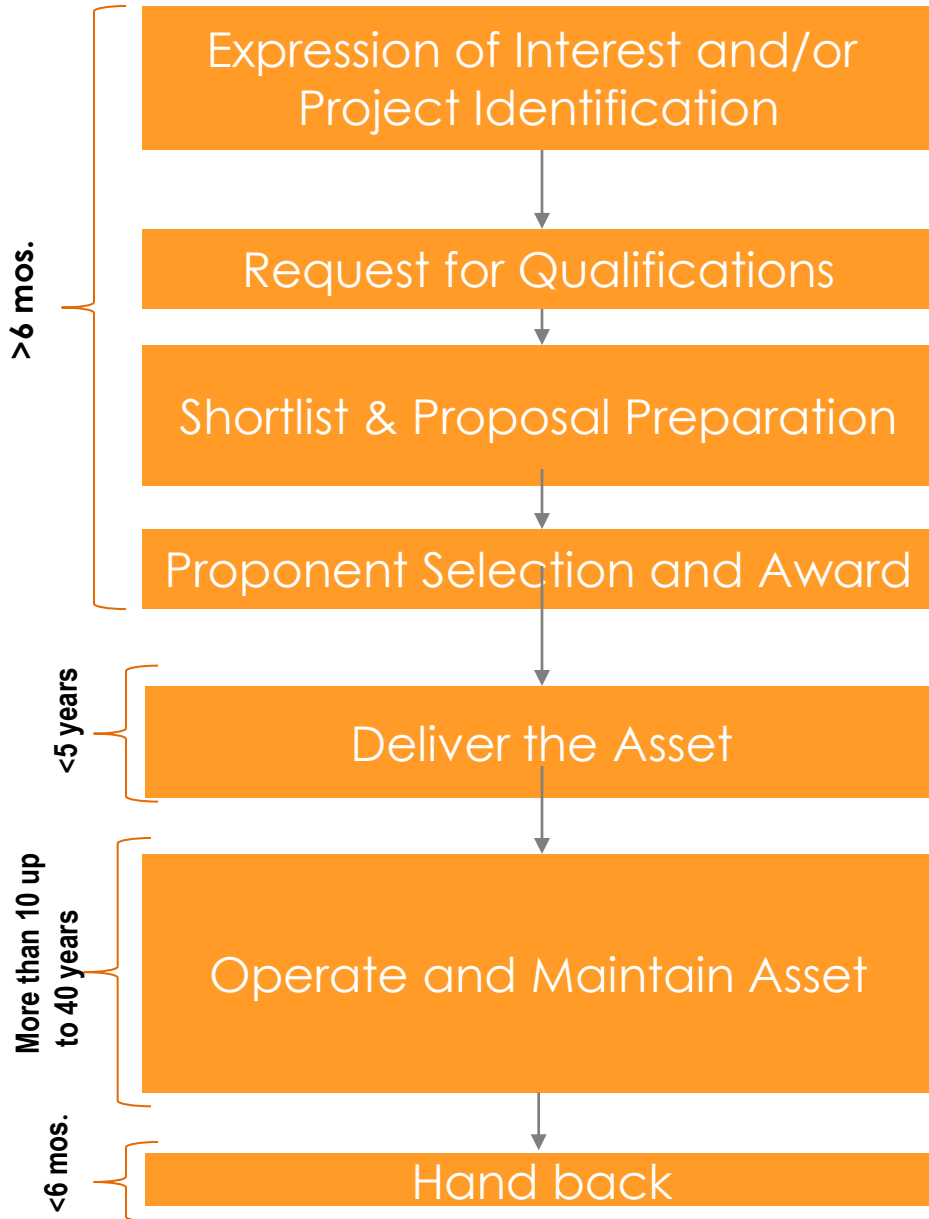 Expression of Interest and/or
Project Identification
>6 mos.
Request for Qualifications
Shortlist & Proposal Preparation
Proponent Selection and Award
<5 years
Deliver the Asset
More than 10 up
to 40 years
Operate and Maintain Asset
<6 mos.
Hand back